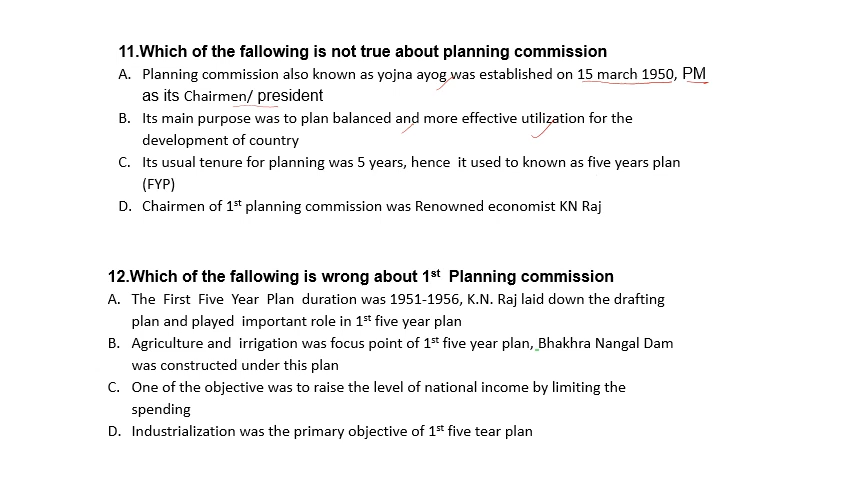 11.Which of the fallowing is not true about planning commission
A. Planning commission also known as yojna ayog was established on 15 march 1950, PM
as its Chairmen/ president
B. Its main purpose was to plan balanced and more effective utilization for the
development of country
C. Its usual tenure for planning was 5 years, hence it used to known as five years plan
(FYP)
D. Chairmen of 1st planning commission was Renowned economist KN Raj
12.Which of the fallowing is wrong about 1st Planning commission
A. The First Five Year Plan duration was 1951-1956, K.N. Raj laid down the drafting
plan and played important role in 1st five year plan
B. Agriculture and irrigation was focus point of 1st five year plan, Bhakhra Nangal Dam
was constructed under this plan
C. One of the objective was to raise the level of national income by limiting the
spending
D. Industrialization was the primary objective of 1st five tear plan